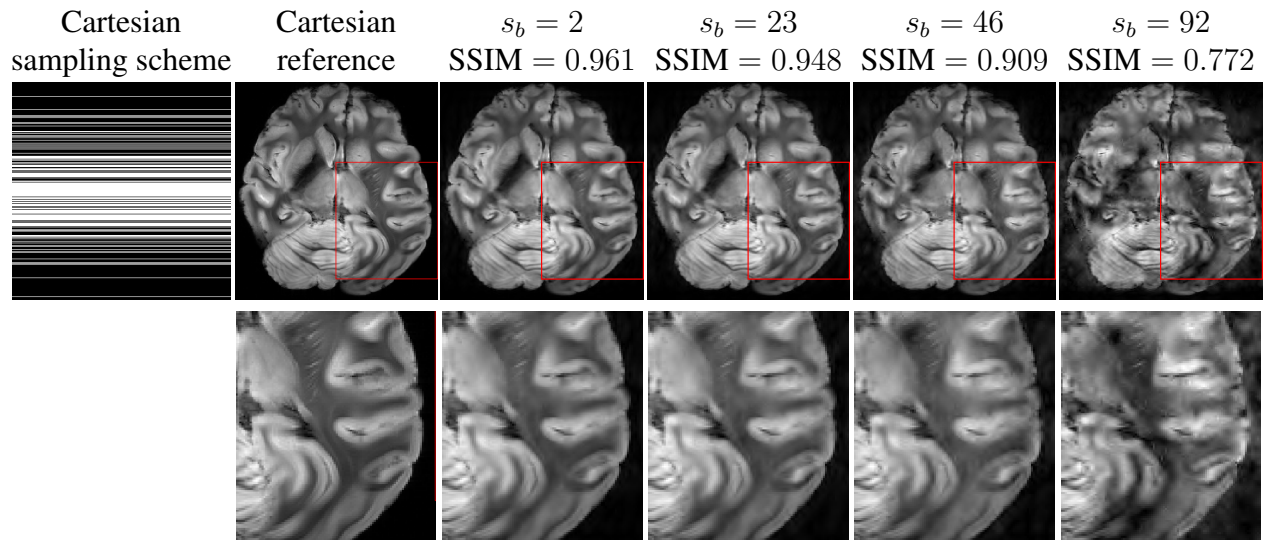 Cartesian
sampling scheme
Cartesian
reference
s_b = 2
SSIM = 0.961
s_b = 23
SSIM = 0.948
s_b = 46
SSIM = 0.909
s_b = 92
SSIM = 0.772